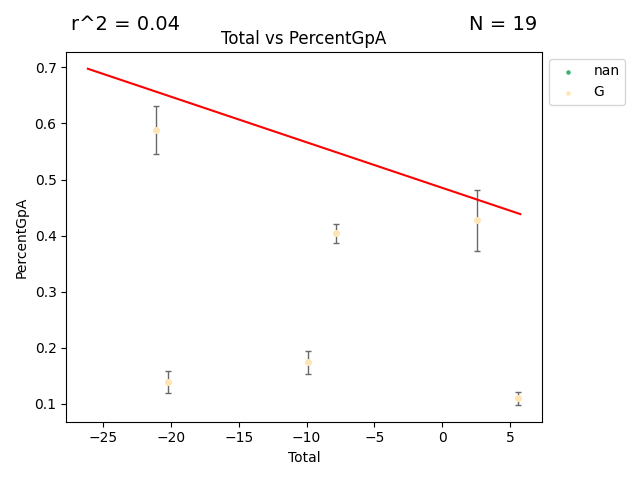 r^2 = 0.04
N = 19
Total vs PercentGpA
nan
G
PercentGpA
0.7
0.6
0.5
0.4
0.3
0.2
0.1
−25
−20
−15
−10
−5
0
5
Total